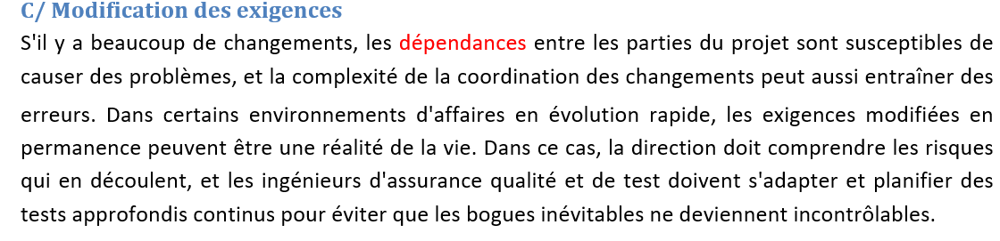 C/ Modification des exigences
S'il y a beaucoup de changements, les dépendances entre les parties du projet sont susceptibles de
causer des problèmes, et la complexité de la coordination des changements peut aussi entraîner des
erreurs. Dans certains environnements d'affaires en évolution rapide, les exigences modifiées en
permanence peuvent être une réalité de la vie. Dans ce cas, la direction doit comprendre les risques
qui en découlent, et les ingénieurs d'assurance qualité et de test doivent s'adapter et planifier des
tests approfondis continus pour éviter que les bogues inévitables ne deviennent incontrôlables.